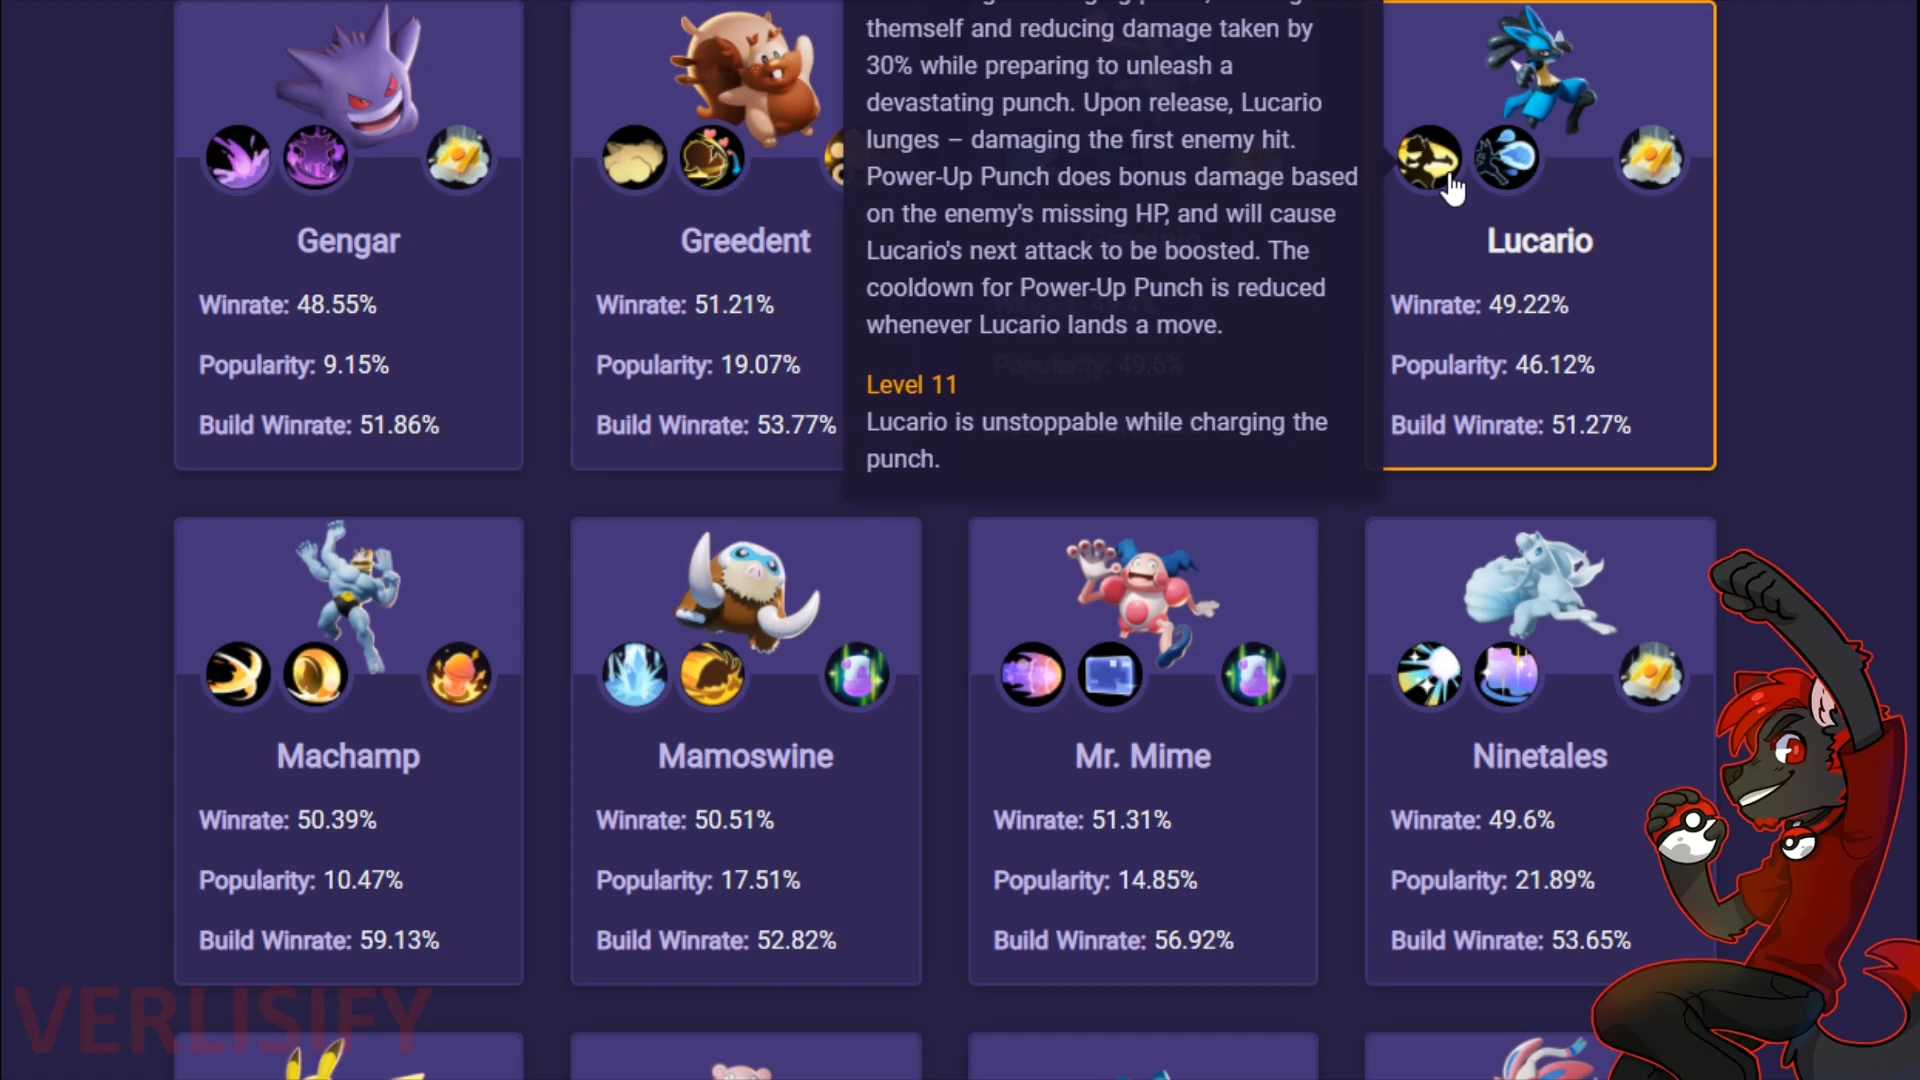 themself and reducing damage taken by
30% while preparing to unleash a
devastating punch. Upon release, Lucario
lunges – damaging the first enemy hit.
Power-Up Punch does bonus damage based
on the enemy's missing HP, and will cause
Lucario's next attack to be boosted. The
cooldown for Power-Up Punch is reduced
whenever Lucario lands a move.
Level 11
Lucario is unstoppable while charging the
punch.
Gengar
Winrate: 48.55%
Popularity: 9.15%
Build Winrate: 51.86%
Greedent
Winrate: 51.21%
Popularity: 19.07%
Build Winrate: 53.77%
Popularity: 49.6%
Lucario
Winrate: 49.22%
Popularity: 46.12%
Build Winrate: 51.27%
Machamp
Winrate: 50.39%
Popularity: 10.47%
Build Winrate: 59.13%
Mamoswine
Winrate: 50.51%
Popularity: 17.51%
Build Winrate: 52.82%
Mr. Mime
Winrate: 51.31%
Popularity: 14.85%
Build Winrate: 56.92%
Ninetales
Winrate: 49.6%
Popularity: 21.89%
Build Winrate: 53.65%
VERLISIFY